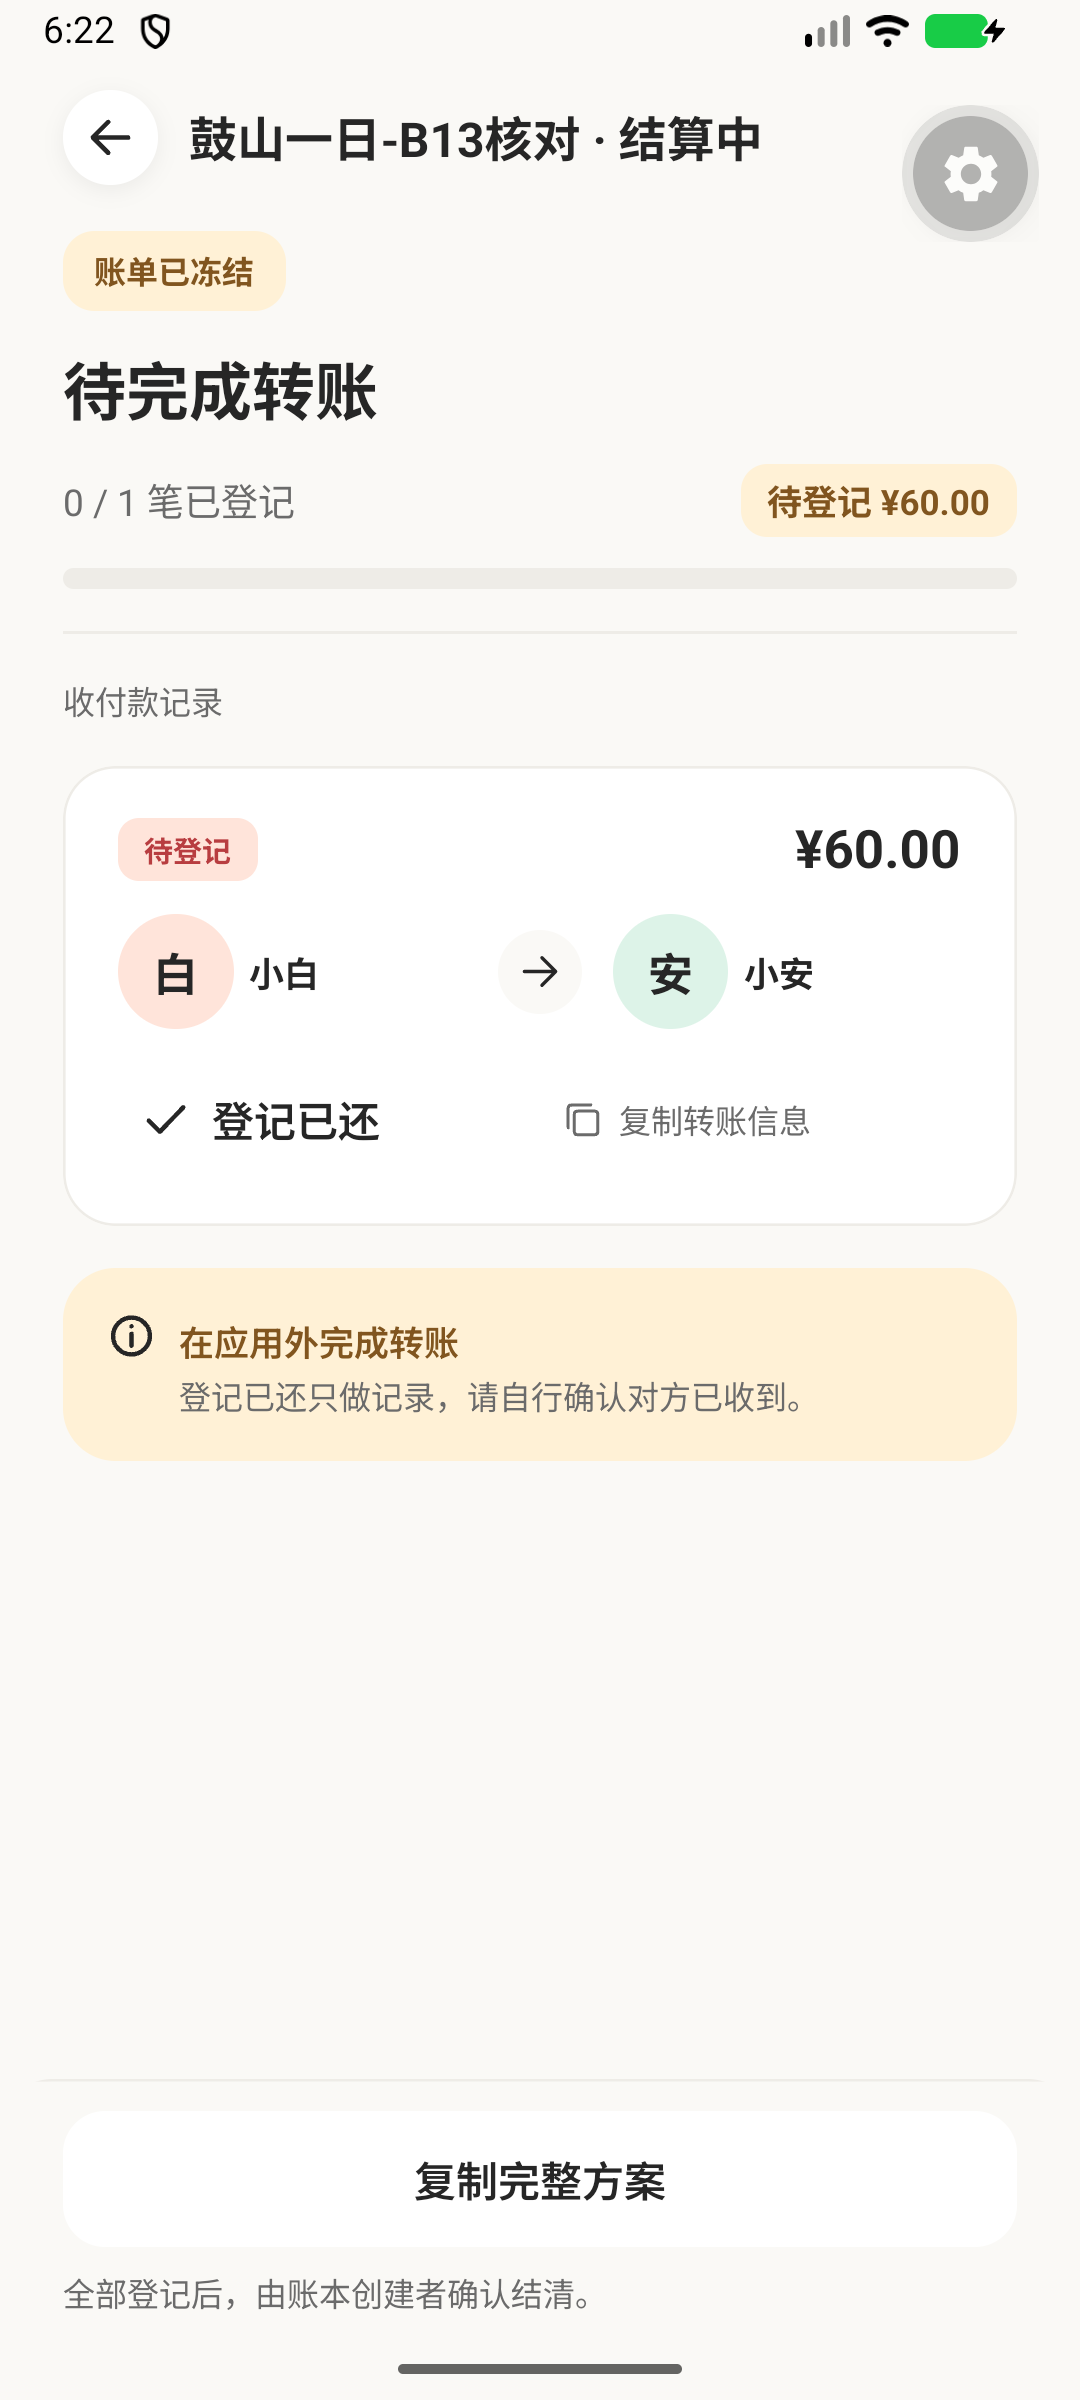 6:22
鼓山一日-B13核对 · 结算中
账单已冻结
待完成转账
0 / 1 笔已登记
待登记 ¥60.00
收付款记录
待登记
¥60.00
白 小白
安 小安
登记已还
复制转账信息
在应用外完成转账
登记已还只做记录，请自行确认对方已收到。
复制完整方案
全部登记后，由账本创建者确认结清。